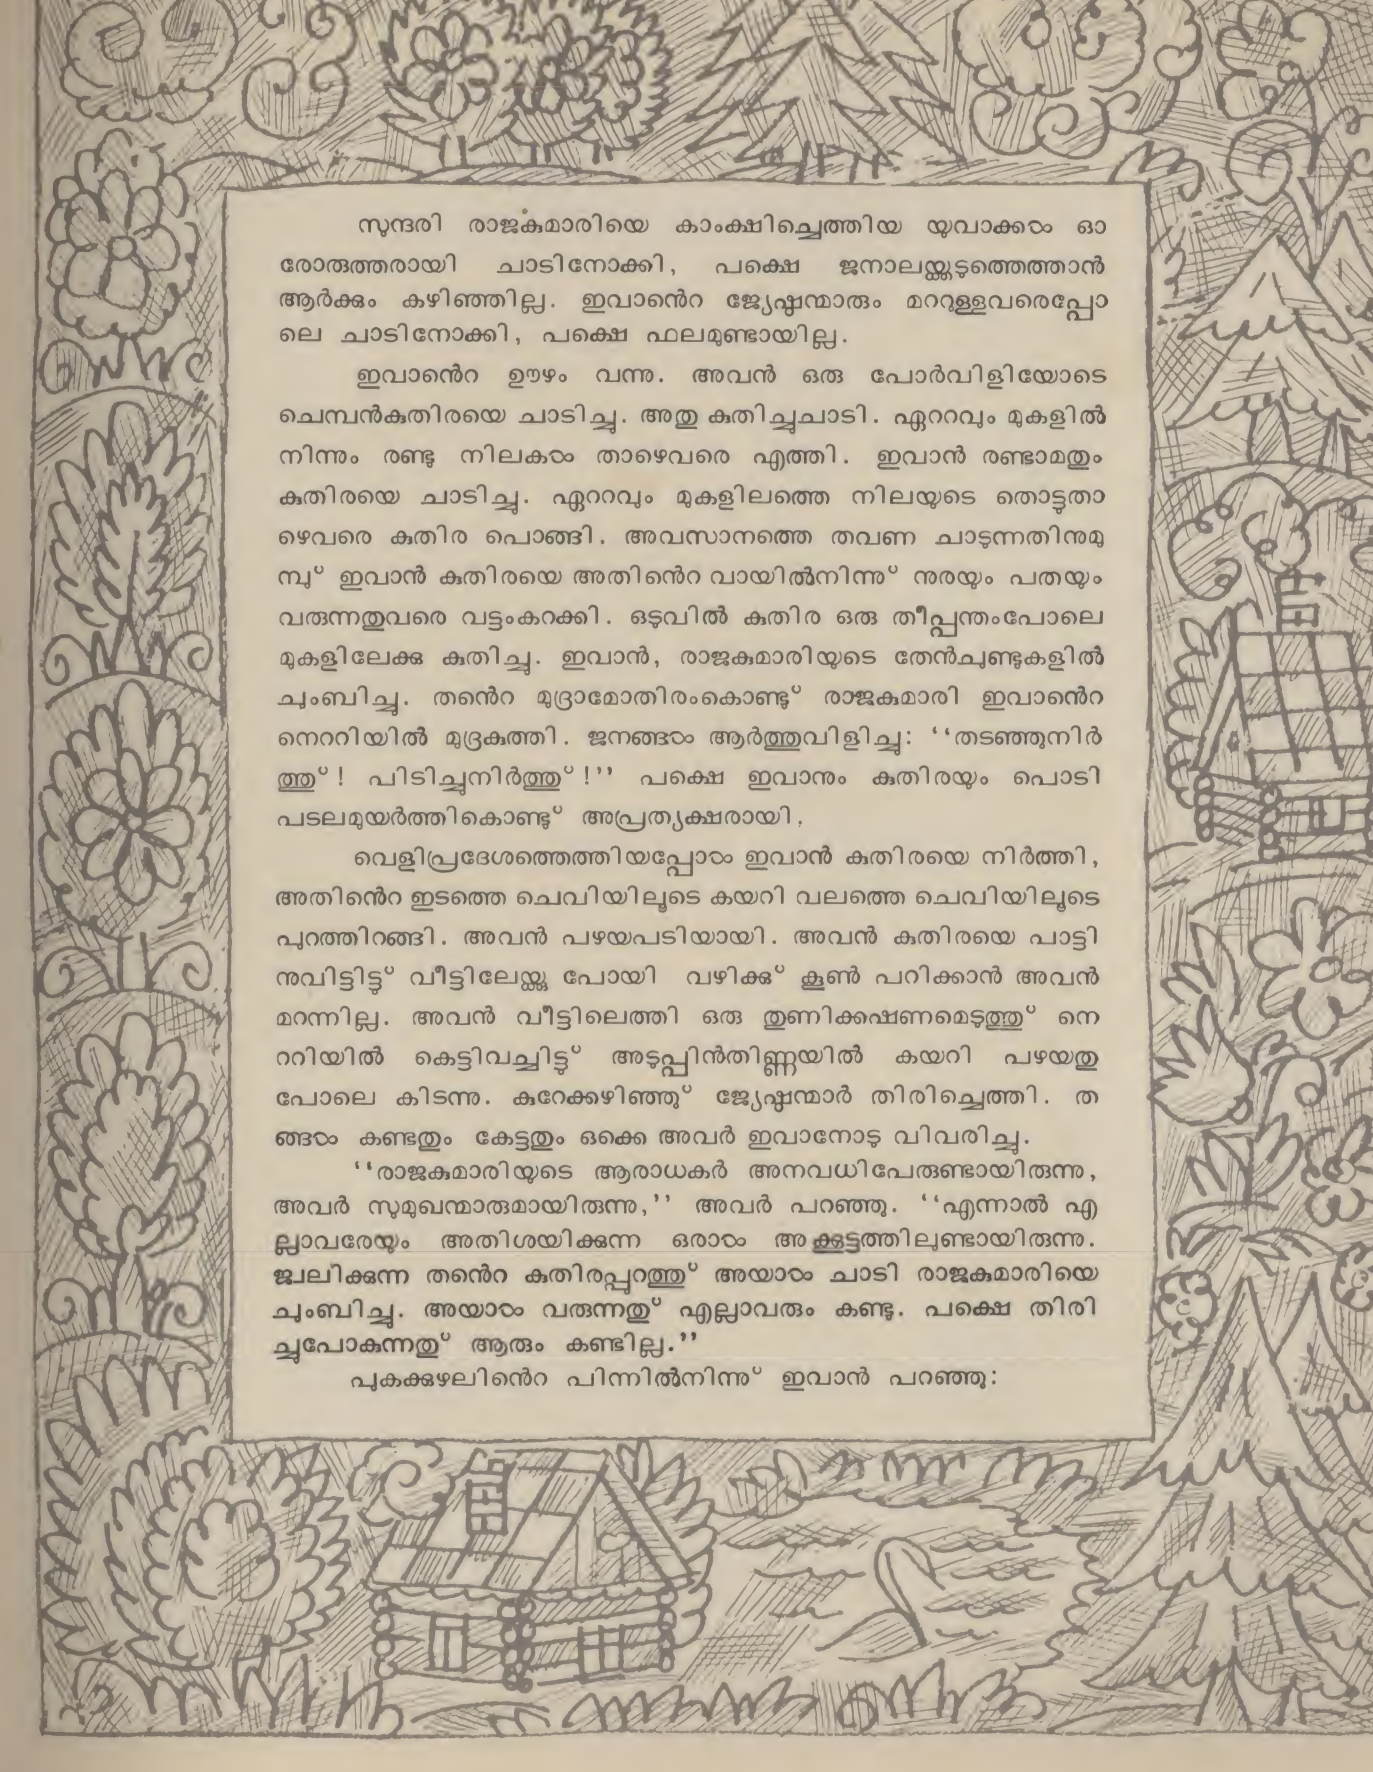 സുന്ദരി രാജകുമാരിയെ കാംക്ഷിച്ചെത്തിയ യുവാക്കൾ ഓ
രോരുത്തരായി ചാടിനോക്കി, പക്ഷെ ജനാലയ്ക്കടുത്തെത്താൻ
ആർക്കും കഴിഞ്ഞില്ല. ഇവാൻെറ ജ്യേഷ്ഠന്മാരും മററുള്ളവരെപ്പോ
ലെ ചാടിനോക്കി, പക്ഷെ ഫലമുണ്ടായില്ല.
ഇവാൻെറ ഊഴം വന്നു. അവൻ ഒരു പോർവിളിയോടെ
ചെമ്പൻകുതിരയെ ചാടിച്ചു. അതു കുതിച്ചുചാടി. ഏററവും മുകളിൽ
നിന്നും രണ്ടു നിലകൾ താഴെവരെ എത്തി. ഇവാൻ രണ്ടാമതും
കുതിരയെ ചാടിച്ചു. ഏററവും മുകളിലത്തെ നിലയുടെ തൊട്ടുതാ
ഴെവരെ കുതിര പൊങ്ങി. അവസാനത്തെ തവണ ചാടുന്നതിനുമു
മ്പു് ഇവാൻ കുതിരയെ അതിൻെറ വായിൽനിന്നു് നുരയും പതയും
വരുന്നതുവരെ വട്ടംകറക്കി. ഒടുവിൽ കുതിര ഒരു തീപ്പന്തംപോലെ
മുകളിലേക്കു കുതിച്ചു. ഇവാൻ, രാജകുമാരിയുടെ തേൻചുണ്ടുകളിൽ
ചുംബിച്ചു. തൻെറ മുദ്രാമോതിരംകൊണ്ടു് രാജകുമാരി ഇവാൻെറ
നെററിയിൽ മുദ്രകുത്തി. ജനങ്ങൾ ആർത്തുവിളിച്ചു: ‘‘തടഞ്ഞുനിർ
ത്തു്! പിടിച്ചുനിർത്തു്!’’ പക്ഷെ ഇവാനും കുതിരയും പൊടി
പടലമുയർത്തികൊണ്ടു് അപ്രത്യക്ഷരായി.
വെളിപ്രദേശത്തെത്തിയപ്പോൾ ഇവാൻ കുതിരയെ നിർത്തി,
അതിൻെറ ഇടത്തെ ചെവിയിലൂടെ കയറി വലത്തെ ചെവിയിലൂടെ
പുറത്തിറങ്ങി. അവൻ പഴയപടിയായി. അവൻ കുതിരയെ പാട്ടി
നുവിട്ടിട്ടു് വീട്ടിലേയ്ക്കു പോയി വഴിക്കു് കൂൺ പറിക്കാൻ അവൻ
മറന്നില്ല. അവൻ വീട്ടിലെത്തി ഒരു തുണിക്കഷണമെടുത്തു് നെ
ററിയിൽ കെട്ടിവച്ചിട്ടു് അടുപ്പിൻതിണ്ണയിൽ കയറി പഴയതു
പോലെ കിടന്നു. കുറേക്കഴിഞ്ഞു് ജ്യേഷ്ഠന്മാർ തിരിച്ചെത്തി. ത
ങ്ങൾ കണ്ടതും കേട്ടതും ഒക്കെ അവർ ഇവാനോടു വിവരിച്ചു.
‘‘രാജകുമാരിയുടെ ആരാധകർ അനവധിപേരുണ്ടായിരുന്നു,
അവർ സുമുഖന്മാരുമായിരുന്നു,’’ അവർ പറഞ്ഞു. ‘‘എന്നാൽ എ
ല്ലാവരേയും അതിശയിക്കുന്ന ഒരാൾ അക്കൂട്ടത്തിലുണ്ടായിരുന്നു.
ജ്വലിക്കുന്ന തൻെറ കുതിരപ്പുറത്തു് അയാൾ ചാടി രാജകുമാരിയെ
ചുംബിച്ചു. അയാൾ വരുന്നതു് എല്ലാവരും കണ്ടു. പക്ഷെ തിരി
ച്ചുപോകുന്നതു് ആരും കണ്ടില്ല.’’
പുകക്കുഴലിൻെറ പിന്നിൽനിന്നു് ഇവാൻ പറഞ്ഞു: